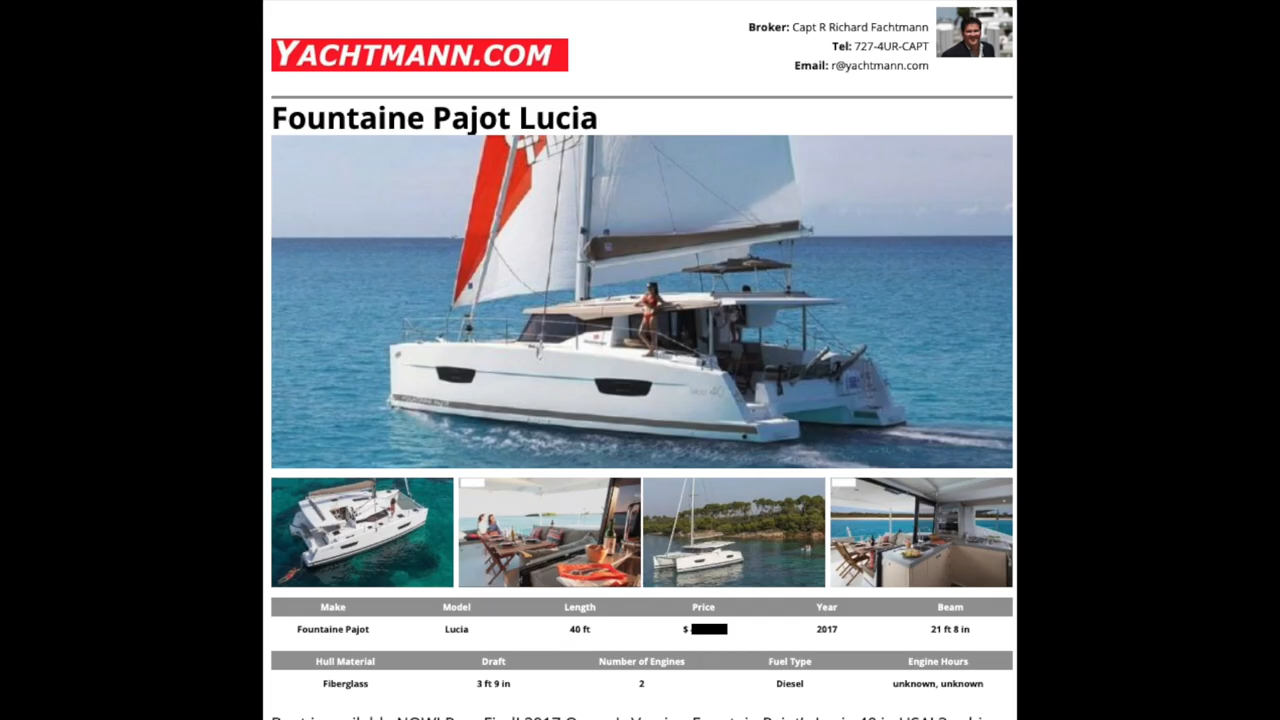 YACHTMANN.COM
Broker: Capt R Richard Fachtmann
Tel: 727-4UR-CAPT
Email: r@yachtmann.com
Fountaine Pajot Lucia
Make Model Length Price Year Beam
Fountaine Pajot Lucia 40 ft $ 2017 21 ft 8 in
Hull Material Draft Number of Engines Fuel Type Engine Hours
Fiberglass 3 ft 9 in 2 Diesel unknown, unknown